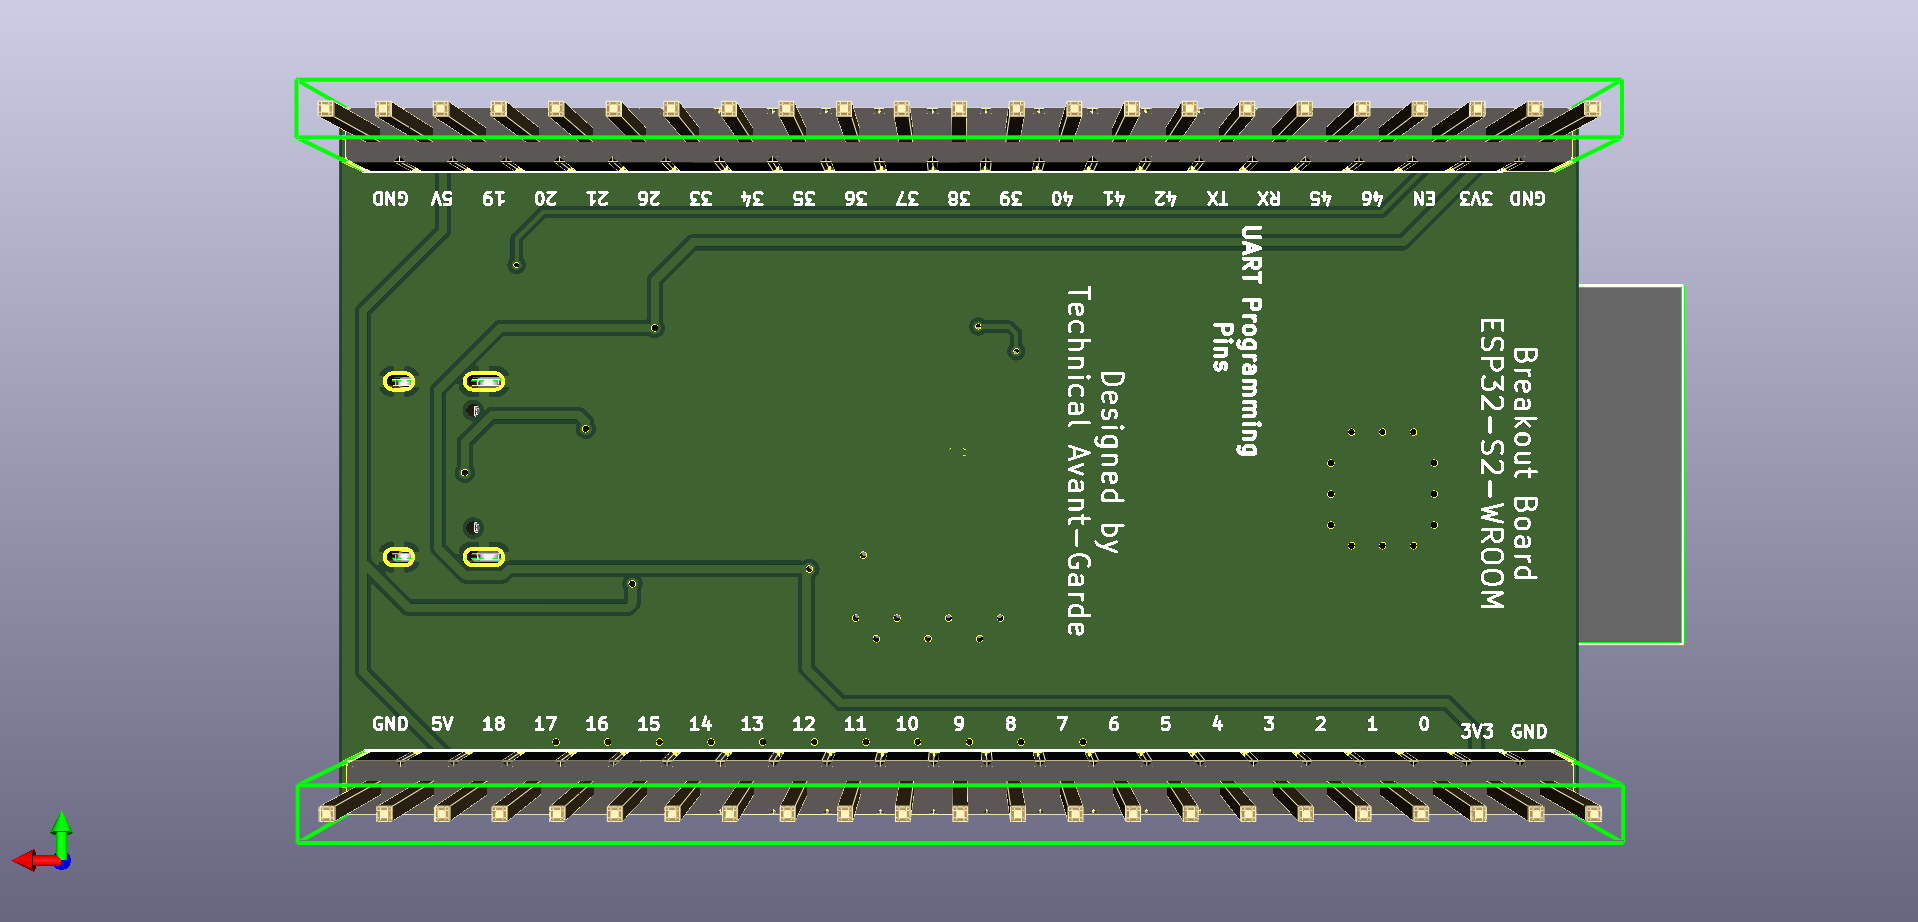 GND 5V 19 20 21 26 33 34 35 36 37 38 39 40 41 42 TX RX 45 46 EN 3V3 GND
UART Programming
Pins
Designed by
Technical Avant-Garde
Breakout Board
ESP32-S2-WROOM
GND 5V 18 17 16 15 14 13 12 11 10 9 8 7 6 5 4 3 2 1 0 3V3 GND